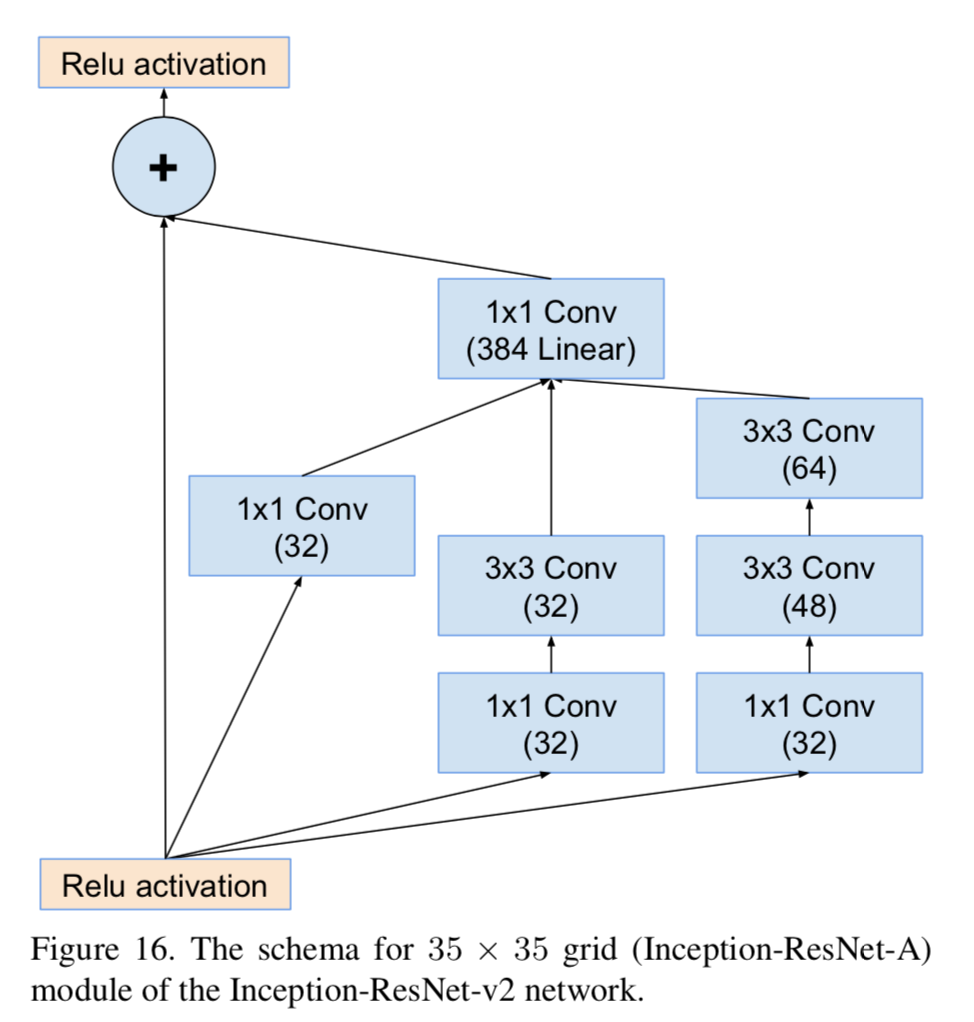 Relu activation
+
1x1 Conv
(384 Linear)
3x3 Conv
(64)
1x1 Conv
(32)
3x3 Conv
(32)
3x3 Conv
(48)
1x1 Conv
(32)
1x1 Conv
(32)
Relu activation
Figure 16. The schema for 35 × 35 grid (Inception-ResNet-A)
module of the Inception-ResNet-v2 network.